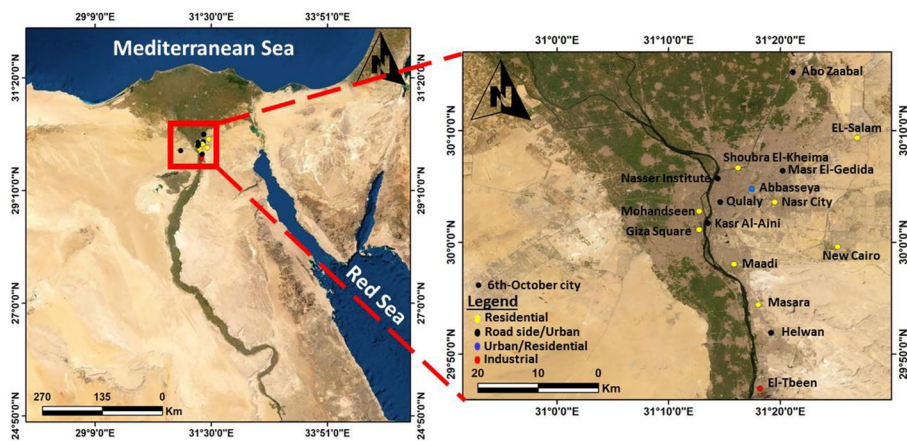 29°9'0"E
31°30'0"E
33°51'0"E
Mediterranean Sea
N
31°20'0"N
29°10'0"N
27°0'0"N
24°50'0"N
31°20'0"N
29°10'0"N
27°0'0"N
24°50'0"N
Red Sea
270 135 0
Km
29°9'0"E
31°30'0"E
33°51'0"E
31°0'0"E
31°10'0"E
31°20'0"E
N
Abo Zaabal
EL-Salam
Shoubra El-Kheima
Masr El-Gedida
Nasser Institute
Abbasseya
Qulaly
Nasr City
Mohandseen
Kasr Al-Aini
Giza Square
New Cairo
Maadi
6th-October city
Legend
Residential
Road side/Urban
Urban/Residential
Industrial
Masara
Helwan
El-Tbeen
20 10 0
Km
30°10'0"N
30°0'0"N
29°50'0"N
30°10'0"N
30°0'0"N
29°50'0"N
31°0'0"E
31°10'0"E
31°20'0"E